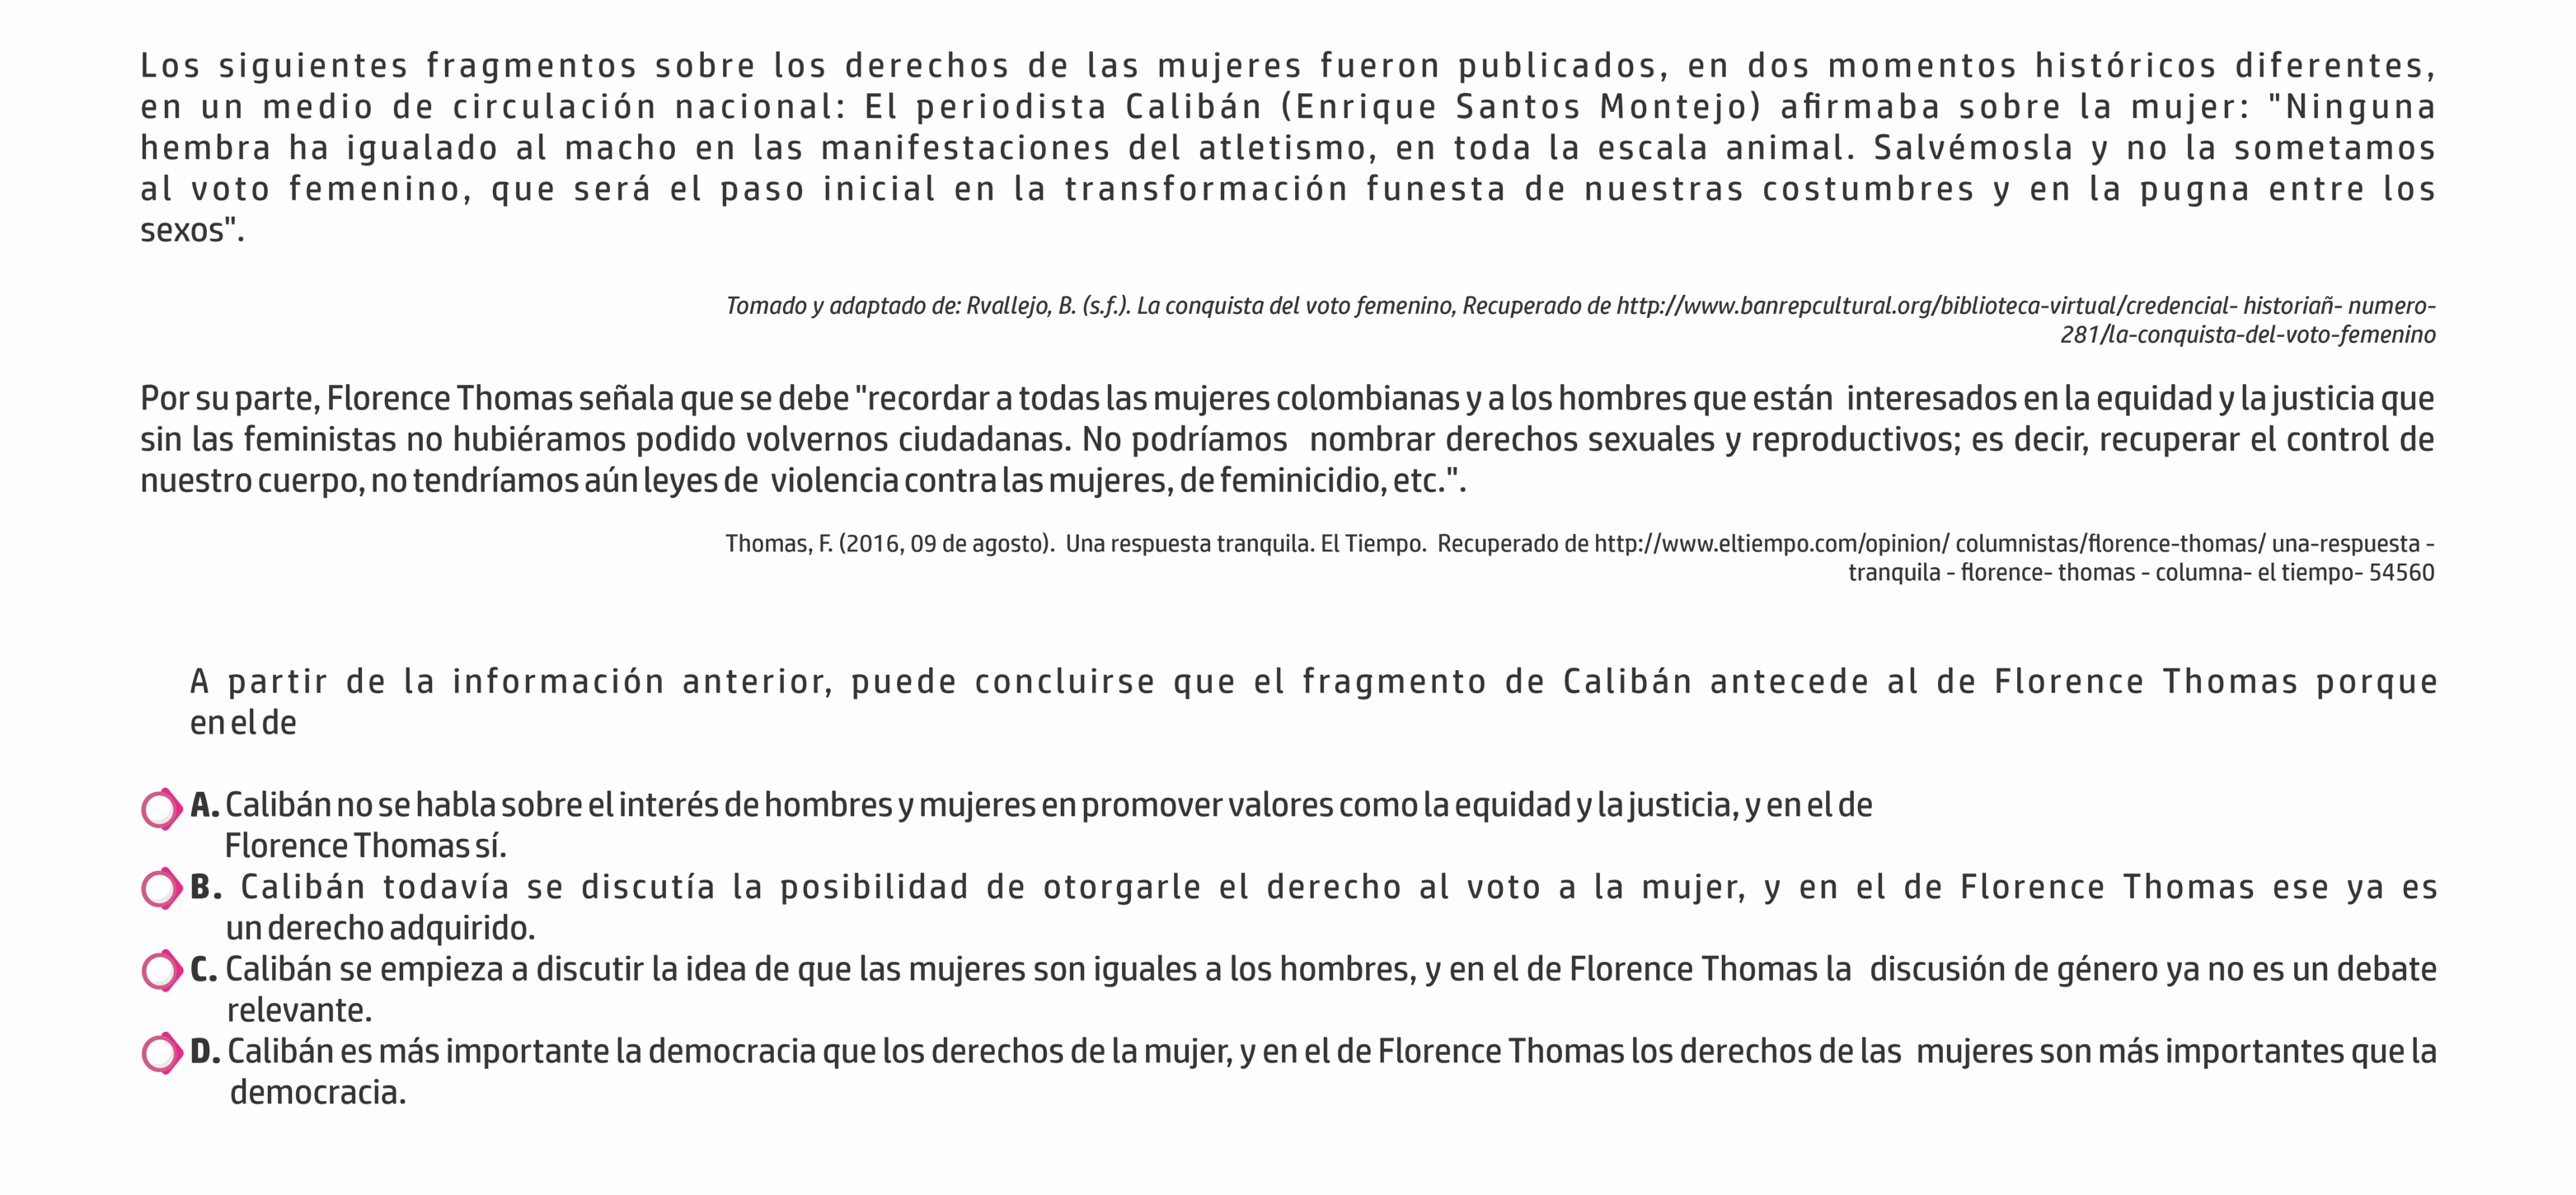 Los siguientes fragmentos sobre los derechos de las mujeres fueron publicados, en dos momentos históricos diferentes,
en un medio de circulación nacional: El periodista Calibán (Enrique Santos Montejo) afirmaba sobre la mujer: "Ninguna
hembra ha igualado al macho en las manifestaciones del atletismo, en toda la escala animal. Salvémosla y no la sometamos
al voto femenino, que será el paso inicial en la transformación funesta de nuestras costumbres y en la pugna entre los
sexos".
Tomado y adaptado de: Rvallejo, B. (s.f.). La conquista del voto femenino, Recuperado de http://www.banrepcultural.org/biblioteca-virtual/credencial- historiañ- numero-
281/la-conquista-del-voto-femenino
Por su parte, Florence Thomas señala que se debe "recordar a todas las mujeres colombianas y a los hombres que están interesados en la equidad y la justicia que
sin las feministas no hubiéramos podido volvernos ciudadanas. No podríamos nombrar derechos sexuales y reproductivos; es decir, recuperar el control de
nuestro cuerpo, no tendríamos aún leyes de violencia contra las mujeres, de feminicidio, etc.".
Thomas, F. (2016, 09 de agosto). Una respuesta tranquila. El Tiempo. Recuperado de http://www.eltiempo.com/opinion/ columnistas/florence-thomas/ una-respuesta -
tranquila - florence- thomas - columna- el tiempo- 54560
A partir de la información anterior, puede concluirse que el fragmento de Calibán antecede al de Florence Thomas porque
en el de
A. Calibán no se habla sobre el interés de hombres y mujeres en promover valores como la equidad y la justicia, y en el de
Florence Thomas sí.
B. Calibán todavía se discutía la posibilidad de otorgarle el derecho al voto a la mujer, y en el de Florence Thomas ese ya es
un derecho adquirido.
C. Calibán se empieza a discutir la idea de que las mujeres son iguales a los hombres, y en el de Florence Thomas la discusión de género ya no es un debate
relevante.
D. Calibán es más importante la democracia que los derechos de la mujer, y en el de Florence Thomas los derechos de las mujeres son más importantes que la
democracia.